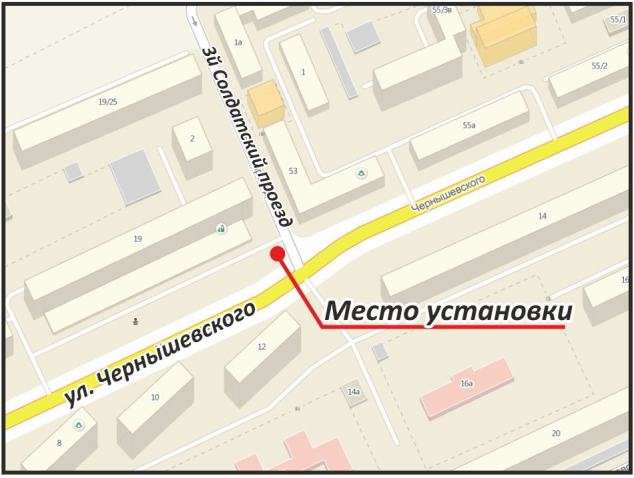 55/3в
55/1
1а
1
55/2
3й Солдатский проезд
19/25
2
55а
53
Чернышевского
14
19
16
Место установки
ул. Чернышевского
12
16а
14а
10
8
20